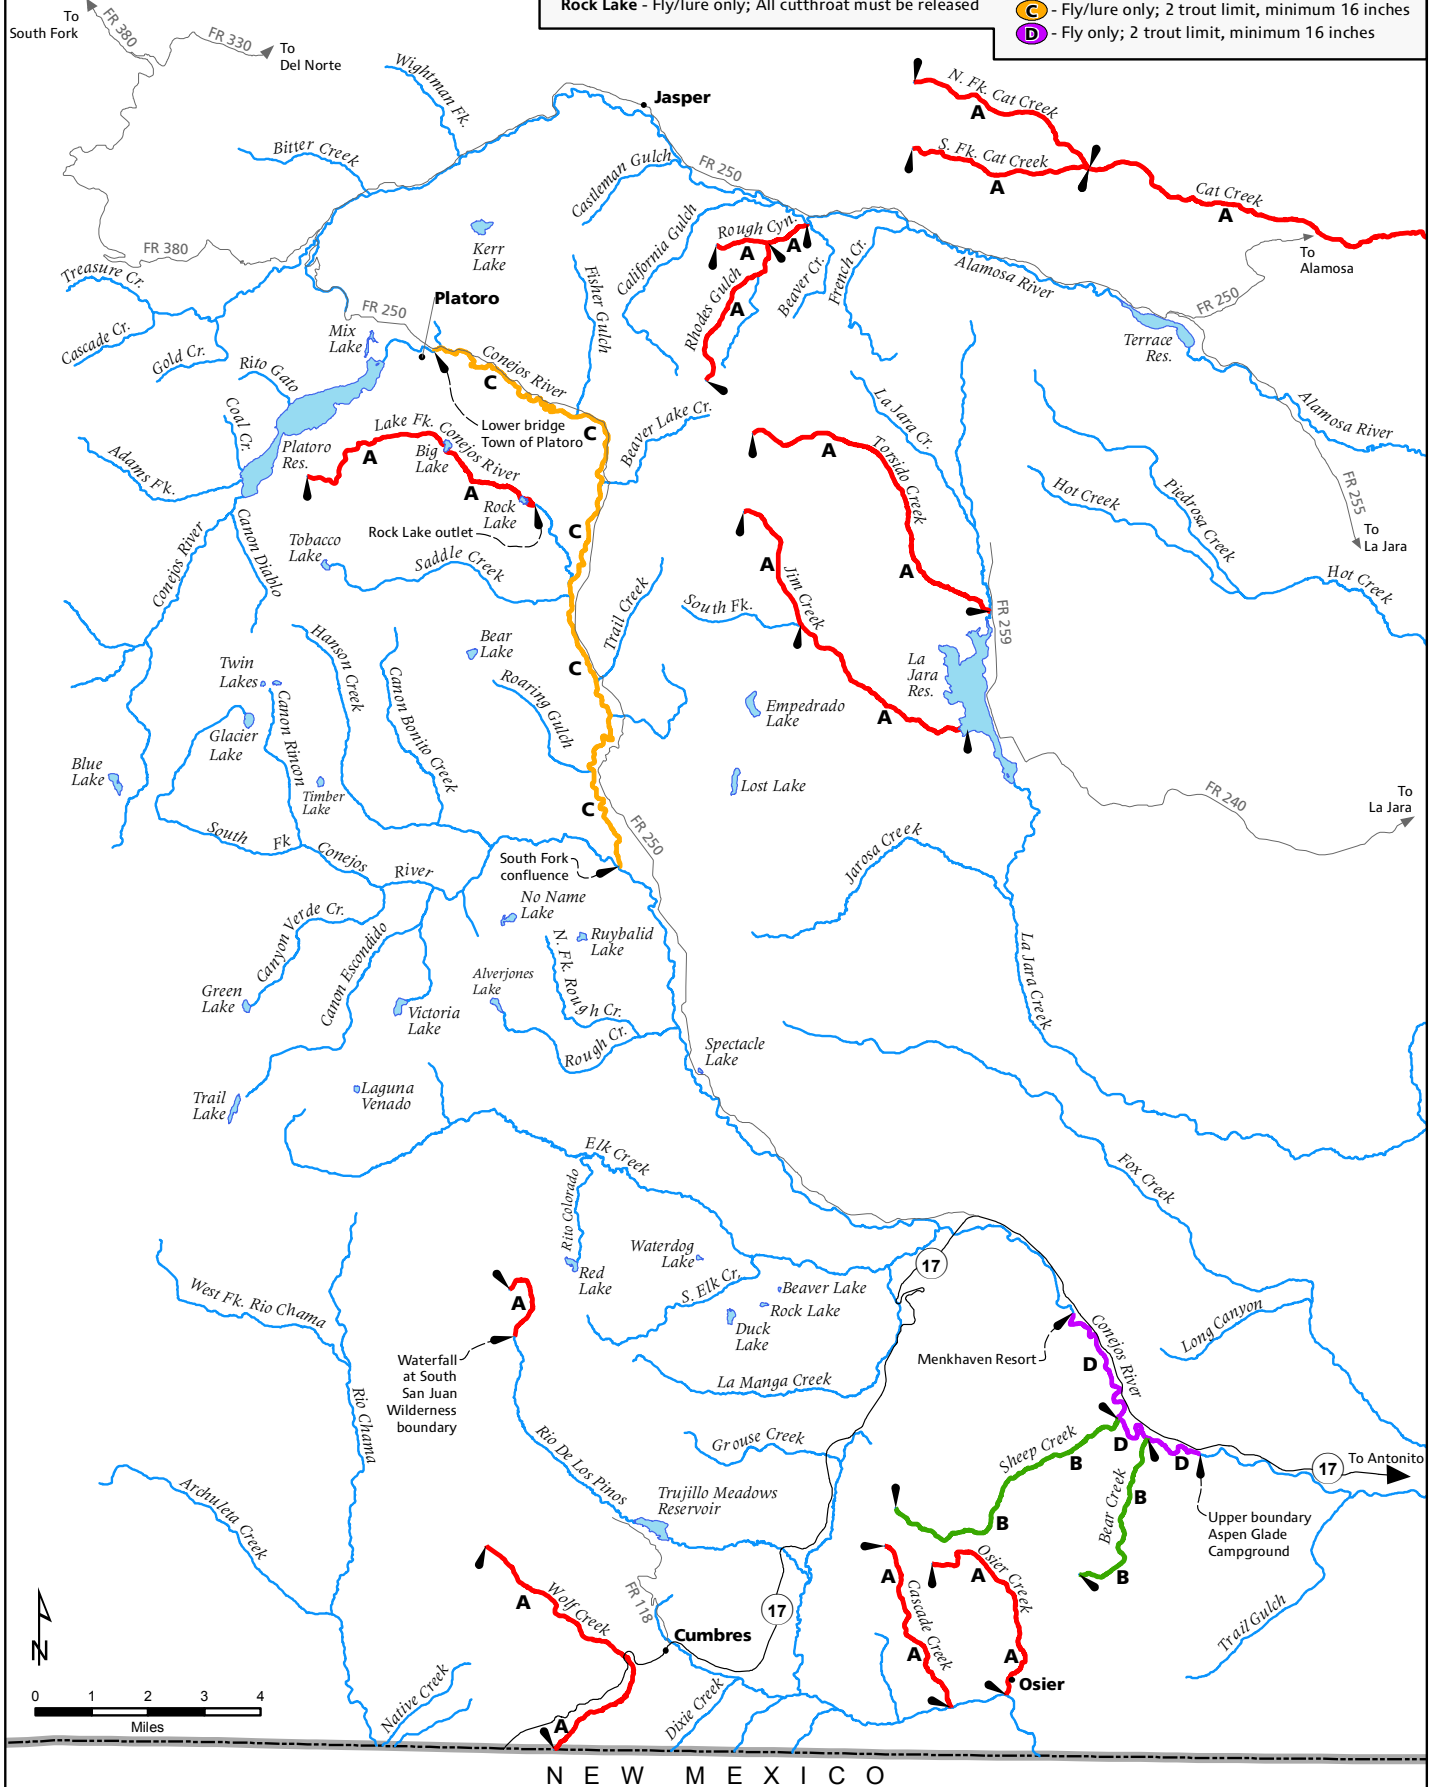 Rock Lake - Fly/lure only; All cutthroat must be released
C - Fly/lure only; 2 trout limit, minimum 16 inches
D - Fly only; 2 trout limit, minimum 16 inches
To
South Fork
FR 380
FR 330
To
Del Norte
Wightman Fk.
Jasper
Bitter Creek
N. Fk. Cat Creek
A
S. Fk. Cat Creek
A
Cat Creek
A
FR 250
Castleman Gulch
California Gulch
Rough Cyn.
A
A
Rhodes Gulch
A
Beaver Cr.
French Cr.
Alamosa River
To
Alamosa
FR 250
Terrace
Res.
Alamosa River
FR 380
Kerr
Lake
Treasure Cr.
Cascade Cr.
Gold Cr.
Rito Gato
Coal Cr.
Adams Fk.
FR 250
Platoro
Mix
Lake
Fisher Gulch
Conejos River
C
Lower bridge
Town of Platoro
C
Beaver Lake Cr.
Platoro
Res.
Lake Fk. Conejos River
A
Big
Lake
A
Rock
Lake
Rock Lake outlet
C
La Jara Cr.
Torsido Creek
A
A
Hot Creek
Piedrosa Creek
FR 255
To
La Jara
Hot Creek
Conejos River
Canon Diablo
Tobacco
Lake
Saddle Creek
Trail Creek
South Fk.
A
Jim Creek
A
FR 259
La
Jara
Res.
Hanson Creek
Bear
Lake
C
Twin
Lakes
Canon Rincon
Canon Bonito Creek
Roaring Gulch
Glacier
Lake
Blue
Lake
Timber
Lake
Empedrado
Lake
Lost Lake
FR 240
To
La Jara
C
FR 250
South Fk Conejos River
South Fork
confluence
Jarosa Creek
No Name
Lake
Ruybalid
Lake
Canyon Verde Cr.
Canon Escondido
N. Fk. Rough Cr.
Alverjones
Lake
Green
Lake
Victoria
Lake
Rough Cr.
La Jara Creek
Spectacle
Lake
Trail
Lake
Laguna
Venado
Elk Creek
Fox Creek
Rito Colorado
Waterdog
Lake
Red
Lake
S. Elk Cr.
Beaver Lake
Rock Lake
Duck
Lake
17
West Fk. Rio Chama
A
Waterfall
at South
San Juan
Wilderness
boundary
La Manga Creek
Menkhaven Resort
Conejos River
D
Long Canyon
Rio Chama
Rio De Los Pinos
Grouse Creek
Sheep Creek
B
B
D
D
Bear Creek
B
B
17
To Antonito
Upper boundary
Aspen Glade
Campground
Trujillo Meadows
Reservoir
Archuleta Creek
A
Wolf Creek
A
FR 118
Cumbres
17
A
Cascade Creek
A
Osier Creek
A
A
Osier
Trail Gulch
Native Creek
Dixie Creek
N
0 1 2 3 4
Miles
NEW MEXICO